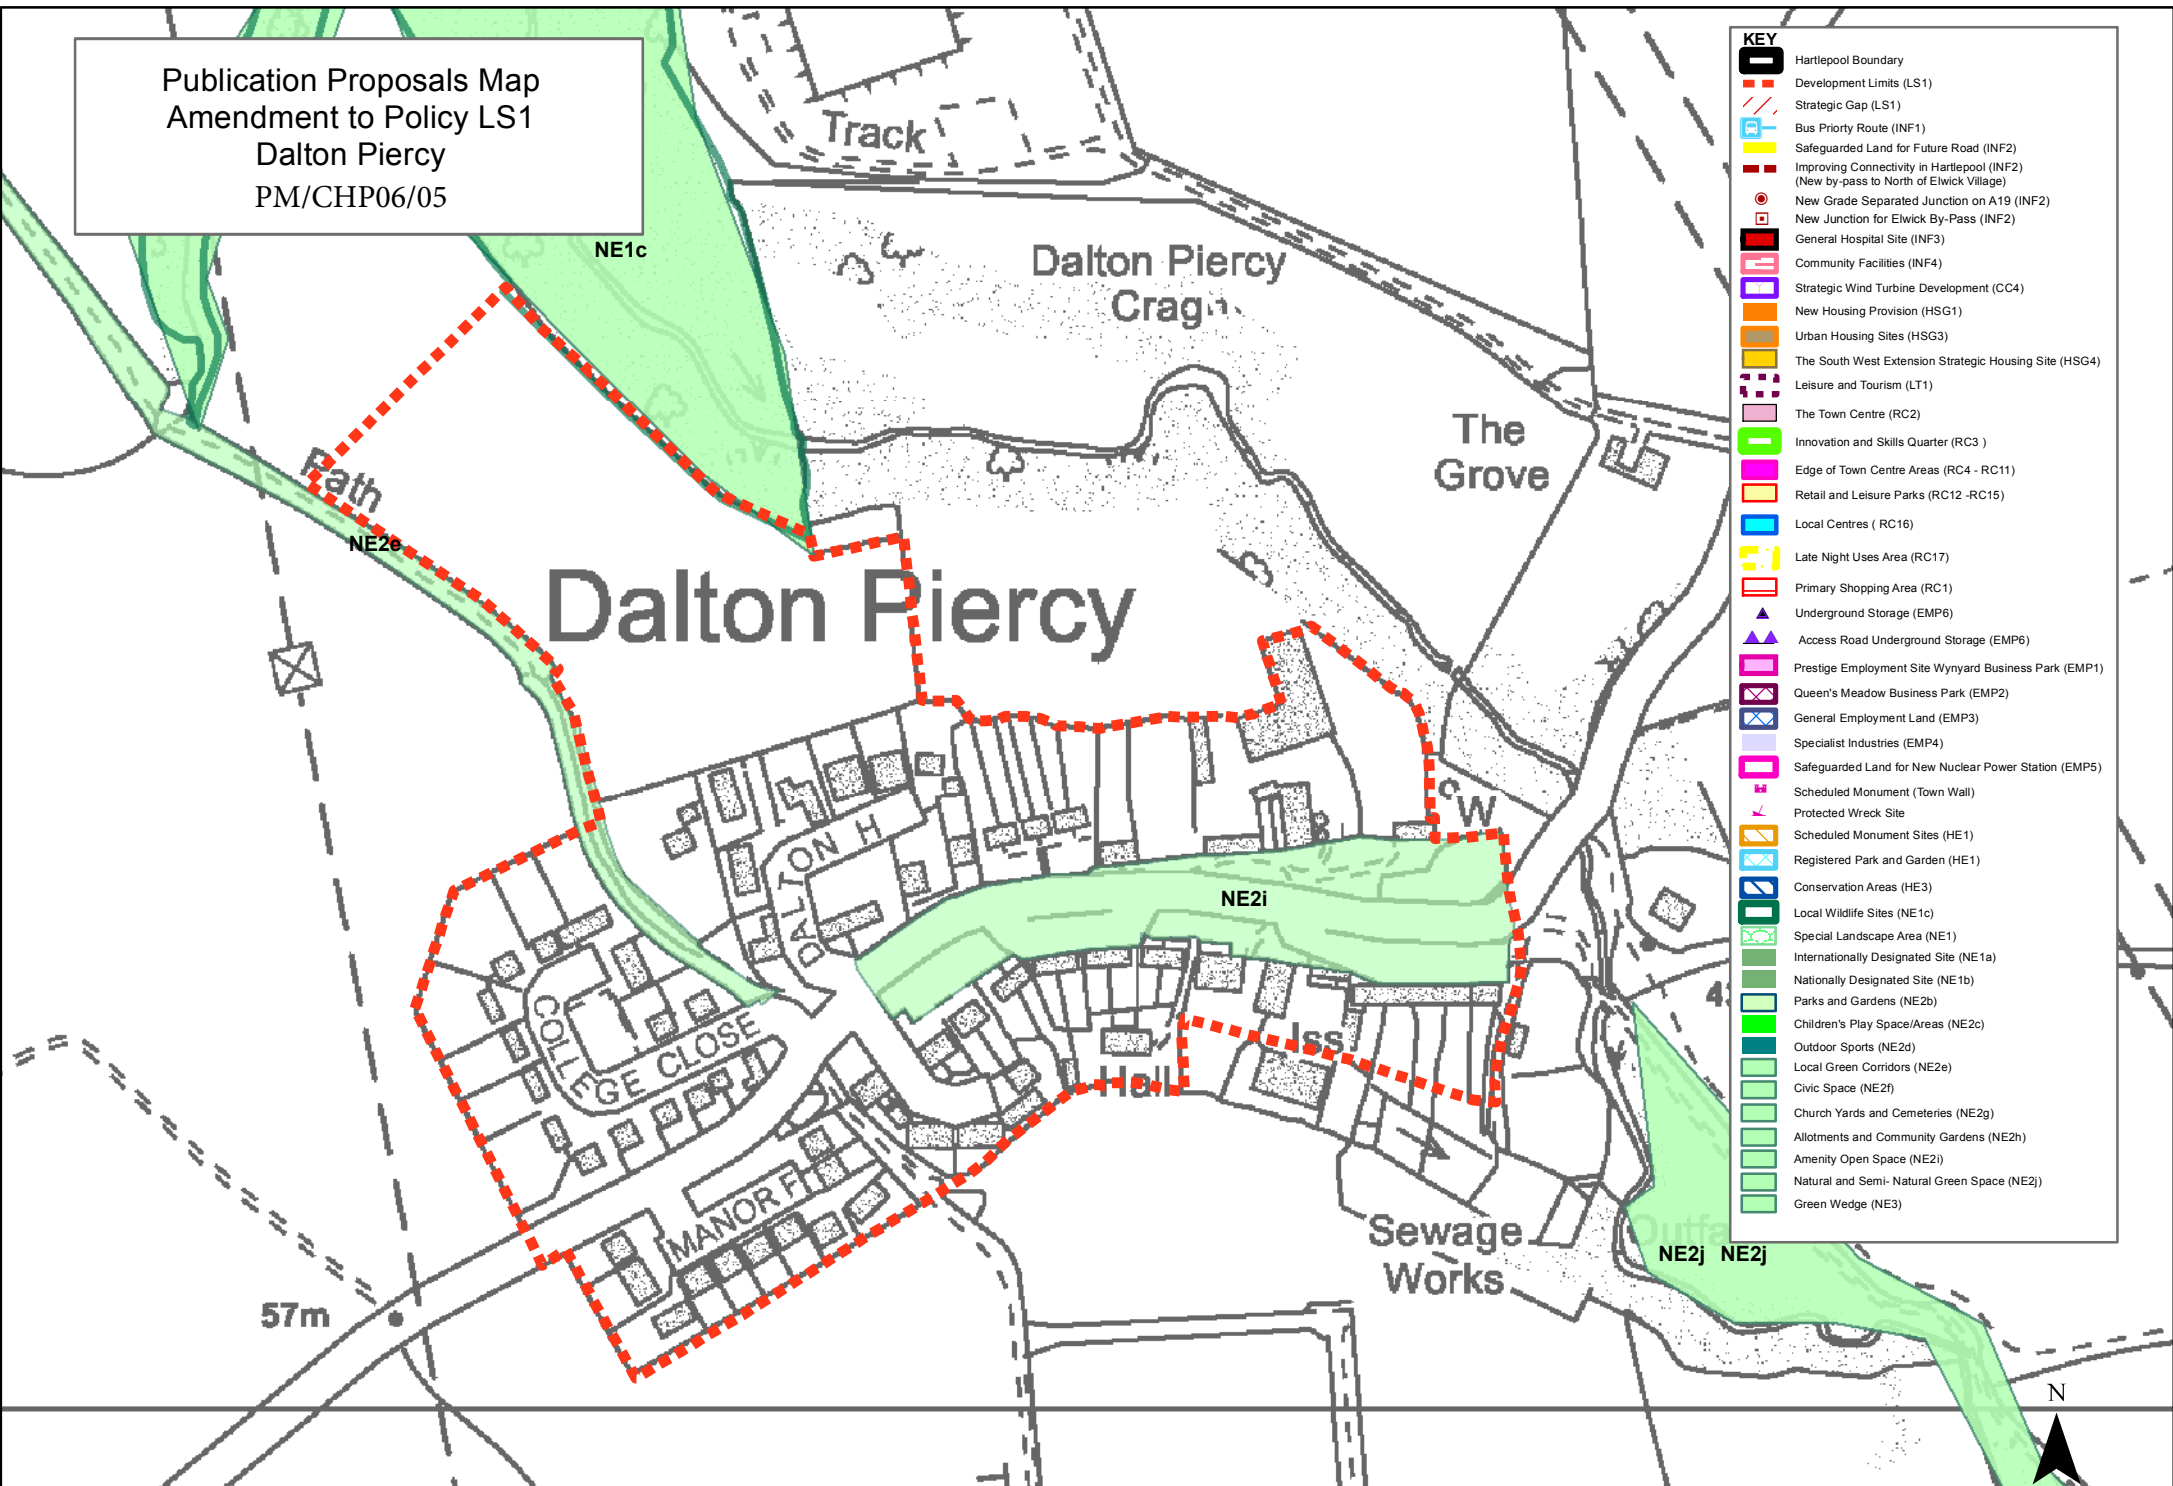 Publication Proposals Map
Amendment to Policy LS1
Dalton Piercy
PM/CHP06/05
NE1c
Track
Dalton Piercy
Crag
The
Grove
Path
NE2e
Dalton Piercy
W
DALTON H
NE2i
COLLEGE CLOSE
Iss
Hall
MANOR F
Sewage
Works
Outfa
NE2j NE2j
57m
N
KEY
Hartlepool Boundary
Development Limits (LS1)
Strategic Gap (LS1)
Bus Priorty Route (INF1)
Safeguarded Land for Future Road (INF2)
Improving Connectivity in Hartlepool (INF2)
(New by-pass to North of Elwick Village)
New Grade Separated Junction on A19 (INF2)
New Junction for Elwick By-Pass (INF2)
General Hospital Site (INF3)
Community Facilities (INF4)
Strategic Wind Turbine Development (CC4)
New Housing Provision (HSG1)
Urban Housing Sites (HSG3)
The South West Extension Strategic Housing Site (HSG4)
Leisure and Tourism (LT1)
The Town Centre (RC2)
Innovation and Skills Quarter (RC3 )
Edge of Town Centre Areas (RC4 - RC11)
Retail and Leisure Parks (RC12 -RC15)
Local Centres ( RC16)
Late Night Uses Area (RC17)
Primary Shopping Area (RC1)
Underground Storage (EMP6)
Access Road Underground Storage (EMP6)
Prestige Employment Site Wynyard Business Park (EMP1)
Queen's Meadow Business Park (EMP2)
General Employment Land (EMP3)
Specialist Industries (EMP4)
Safeguarded Land for New Nuclear Power Station (EMP5)
Scheduled Monument (Town Wall)
Protected Wreck Site
Scheduled Monument Sites (HE1)
Registered Park and Garden (HE1)
Conservation Areas (HE3)
Local Wildlife Sites (NE1c)
Special Landscape Area (NE1)
Internationally Designated Site (NE1a)
Nationally Designated Site (NE1b)
Parks and Gardens (NE2b)
Children's Play Space/Areas (NE2c)
Outdoor Sports (NE2d)
Local Green Corridors (NE2e)
Civic Space (NE2f)
Church Yards and Cemeteries (NE2g)
Allotments and Community Gardens (NE2h)
Amenity Open Space (NE2i)
Natural and Semi- Natural Green Space (NE2j)
Green Wedge (NE3)